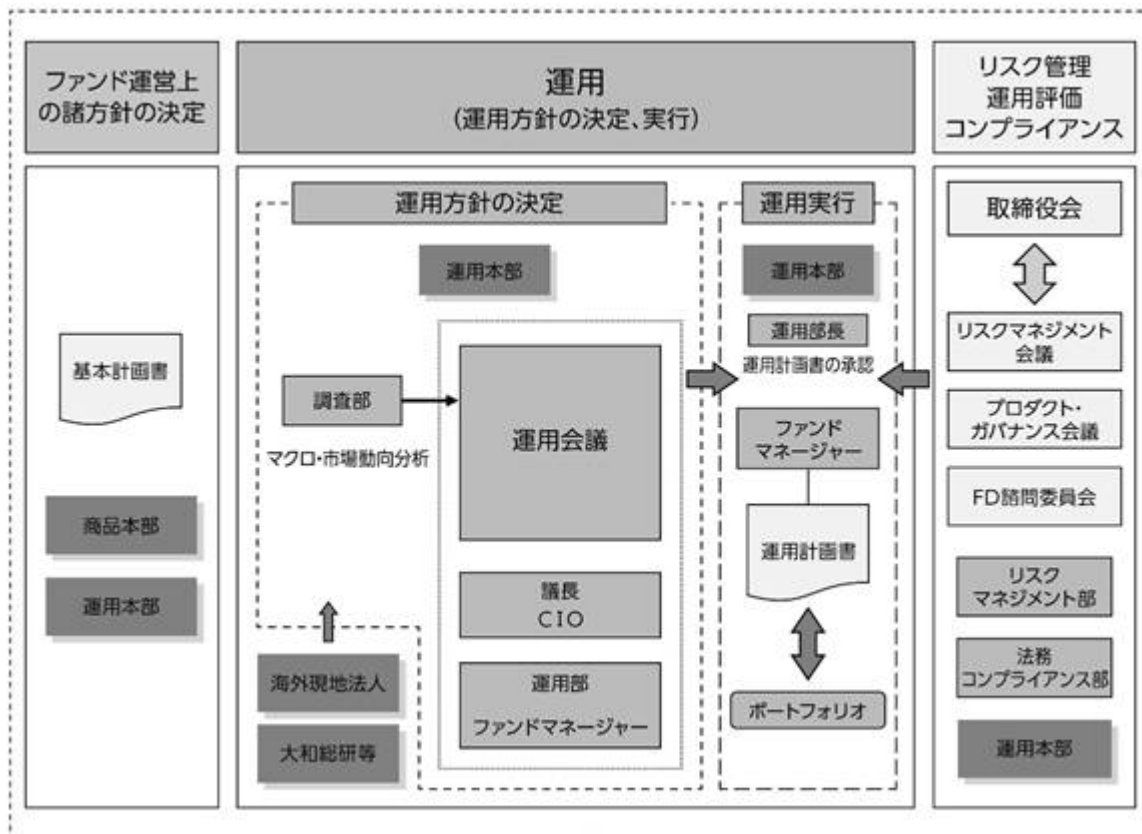 ファンド運営上
の諸方針の決定
運用
(運用方針の決定、実行)
リスク管理
運用評価
コンプライアンス
基本計画書
商品本部
運用本部
運用方針の決定
運用本部
調査部
マクロ・市場動向分析
運用会議
議長
CIO
運用部
ファンドマネージャー
海外現地法人
大和総研等
運用実行
運用本部
運用部長
運用計画書の承認
ファンド
マネージャー
運用計画書
ポートフォリオ
取締役会
リスクマネジメント
会議
プロダクト・
ガバナンス会議
FD諮問委員会
リスク
マネジメント部
法務
コンプライアンス部
運用本部